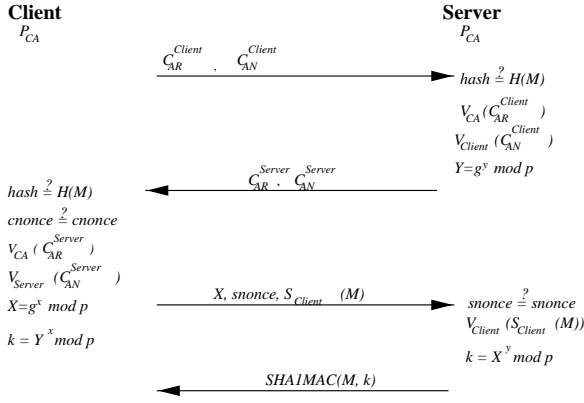 Client Server
P_CA P_CA
C_AR^Client , C_AN^Client
hash ?= H(M)
V_CA (C_AR^Client )
V_Client (C_AN^Client )
Y=g^y mod p
C_AR^Server , C_AN^Server
hash ?= H(M)
cnonce ?= cnonce
V_CA ( C_AR^Server )
V_Server (C_AN^Server )
X=g^x mod p
k = Y^x mod p
X, snonce, S_Client (M)
snonce ?= snonce
V_Client (S_Client (M))
k = X^y mod p
SHA1MAC(M, k)